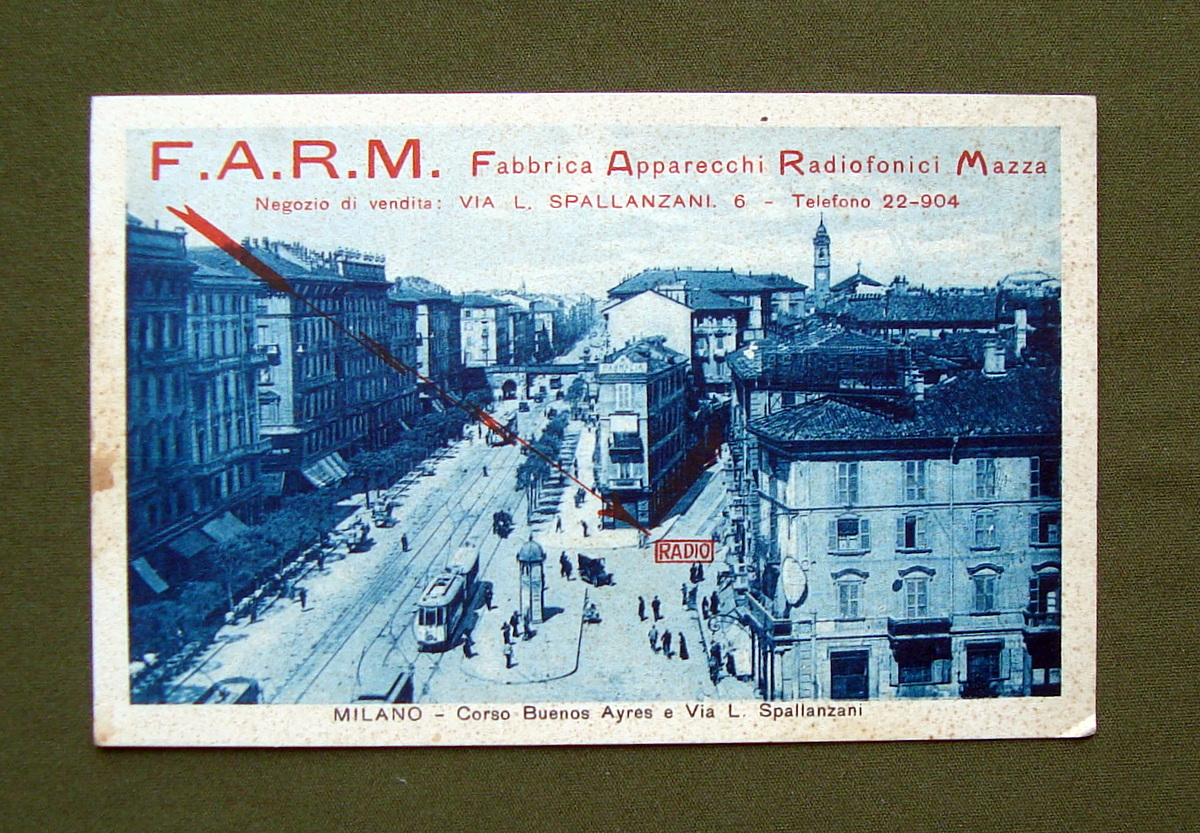 F.A.R.M. Fabbrica Apparecchi Radiofonici Mazza
Negozio di vendita: VIA L. SPALLANZANI. 6 - Telefono 22-904
FARMACIA
RADIO
MILANO - Corso Buenos Ayres e Via L. Spallanzani